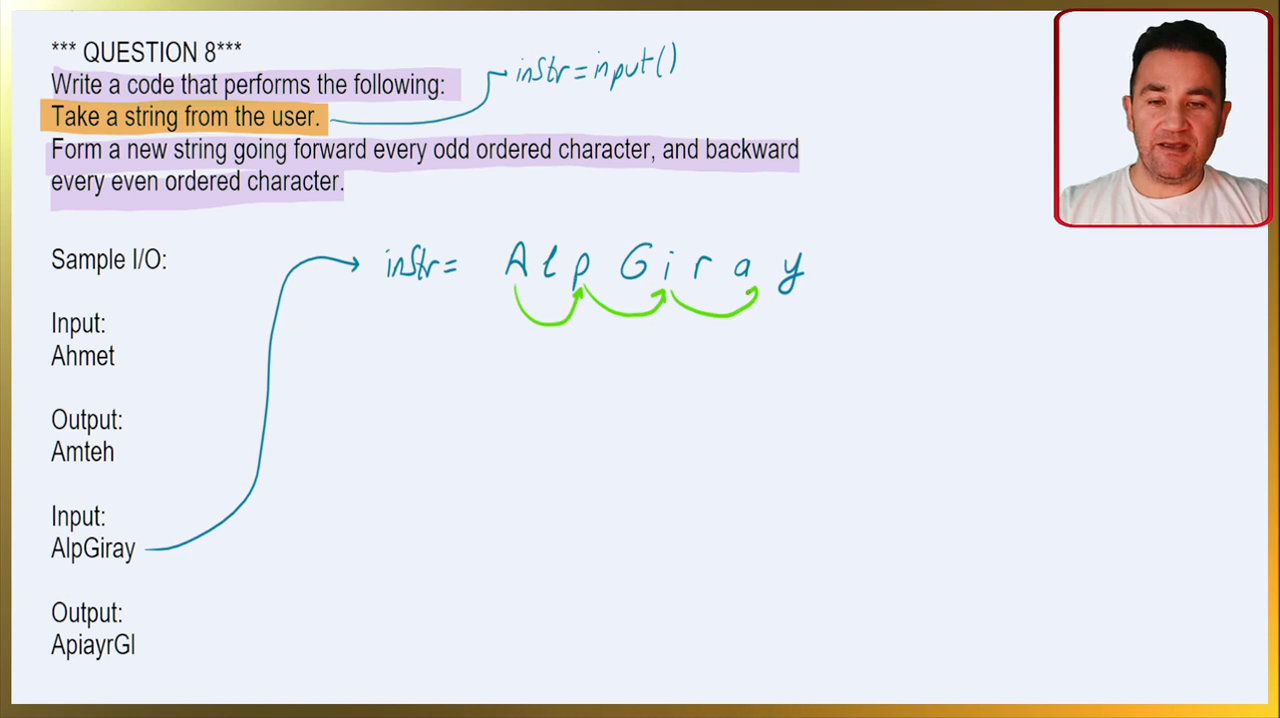 *** QUESTION 8***
Write a code that performs the following:
Take a string from the user.
Form a new string going forward every odd ordered character, and backward
every even ordered character.
inStr=input()
Sample I/O:
inStr= AlpGiray
Input:
Ahmet
Output:
Amteh
Input:
AlpGiray
Output:
ApiayrGl